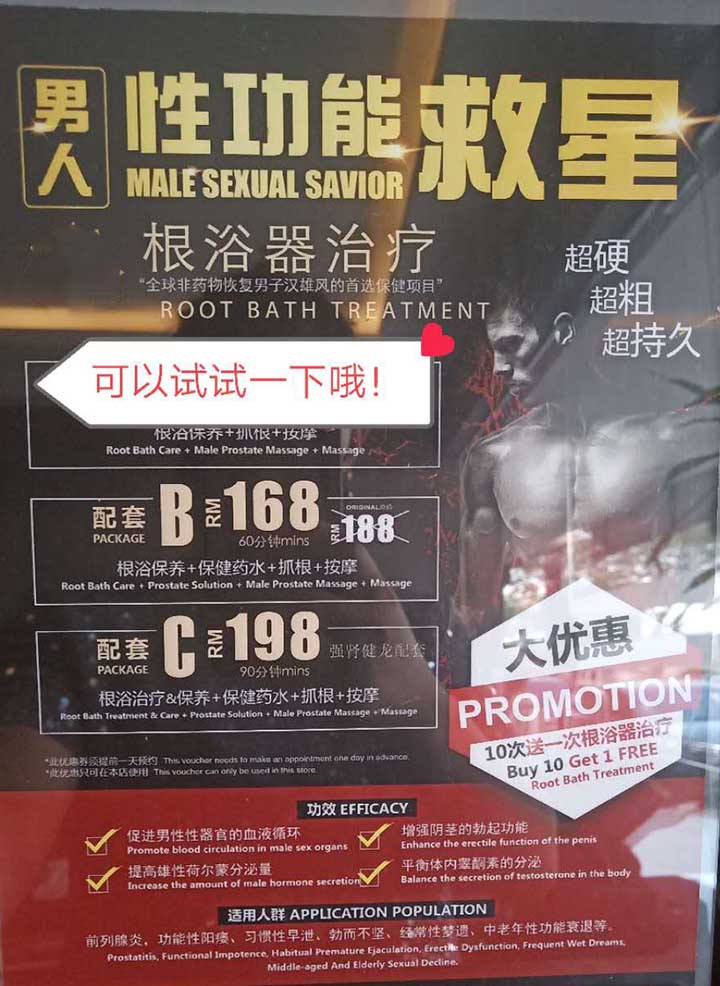 男人
性功能救星
MALE SEXUAL SAVIOR
根浴器治疗
“全球非药物恢复男子汉雄风的首选保健项目”
ROOT BATH TREATMENT
超硬
超粗
超持久
可以试试一下哦!
根浴保养+抓根+按摩
Root Bath Care + Male Prostate Massage + Massage
配套 B RM 168 ORIGINAL原价 RM 188
PACKAGE 60分钟mins
根浴保养+保健药水+抓根+按摩
Root Bath Care + Prostate Solution + Male Prostate Massage + Massage
配套 C RM 198 强肾健龙配套
PACKAGE 90分钟mins
根浴治疗&保养+保健药水+抓根+按摩
Root Bath Treatment & Care + Prostate Solution + Male Prostate Massage + Massage
大优惠
PROMOTION
10次送一次根浴器治疗
Buy 10 Get 1 FREE
Root Bath Treatment
*此优惠券须提前一天预约 This voucher needs to make an appointment one day in advance.
*此优惠只可在本店使用 This voucher can only be used in this store.
功效 EFFICACY
促进男性性器官的血液循环
Promote blood circulation in male sex organs
增强阴茎的勃起功能
Enhance the erectile function of the penis
提高雄性荷尔蒙分泌量
Increase the amount of male hormone secretion
平衡体内睾酮素的分泌
Balance the secretion of testosterone in the body
适用人群 APPLICATION POPULATION
前列腺炎，功能性阳痿、习惯性早泄、勃而不坚、经常性梦遗、中老年性功能衰退等。
Prostatitis, Functional Impotence, Habitual Premature Ejaculation, Erectile Dysfunction, Frequent Wet Dreams,
Middle-aged And Elderly Sexual Decline.